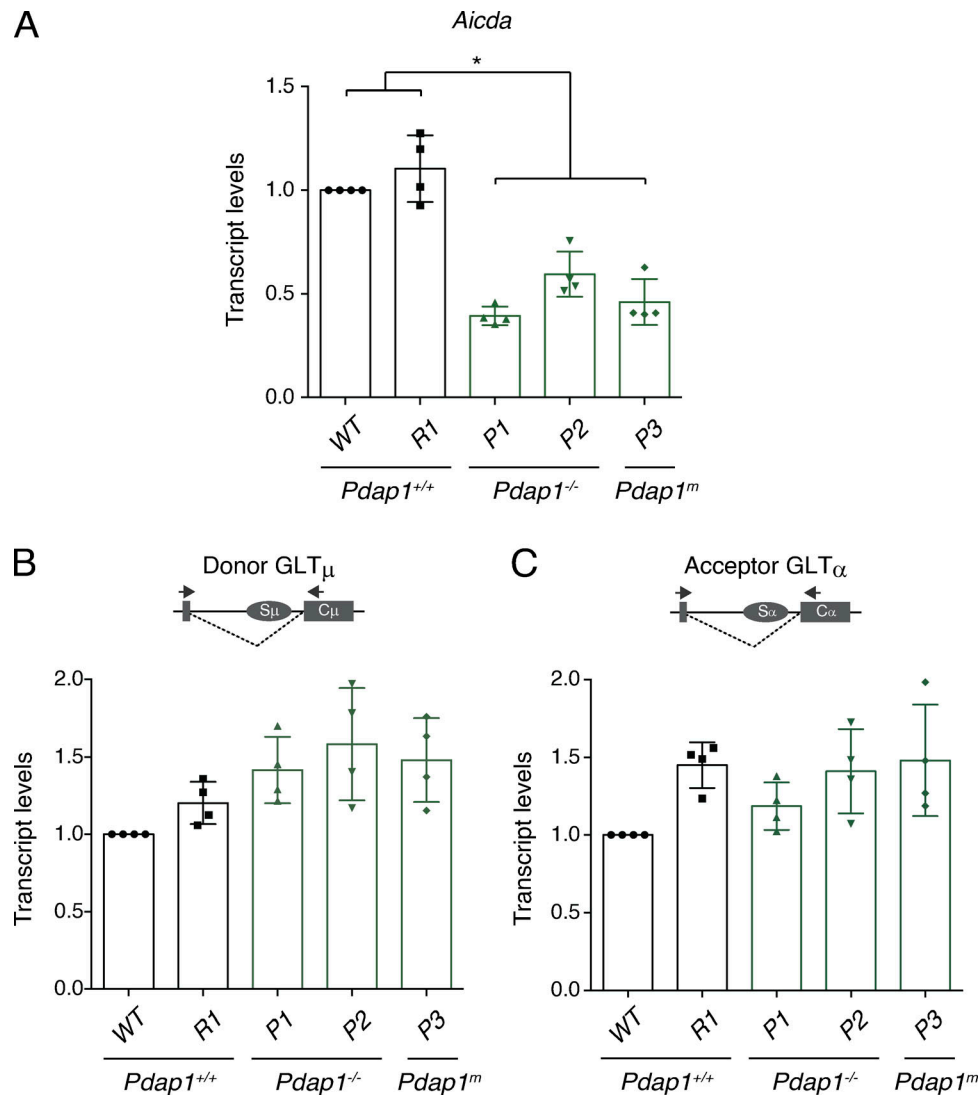 A
Aicda
*
1.5
1.0
0.5
0.0
Transcript levels
WT R1 P1 P2 P3
Pdap1+/+ Pdap1-/- Pdap1m
B
Donor GLTμ
Sμ Cμ
2.0
1.5
1.0
0.5
0.0
Transcript levels
WT R1 P1 P2 P3
Pdap1+/+ Pdap1-/- Pdap1m
C
Acceptor GLTα
Sα Cα
2.0
1.5
1.0
0.5
0.0
Transcript levels
WT R1 P1 P2 P3
Pdap1+/+ Pdap1-/- Pdap1m